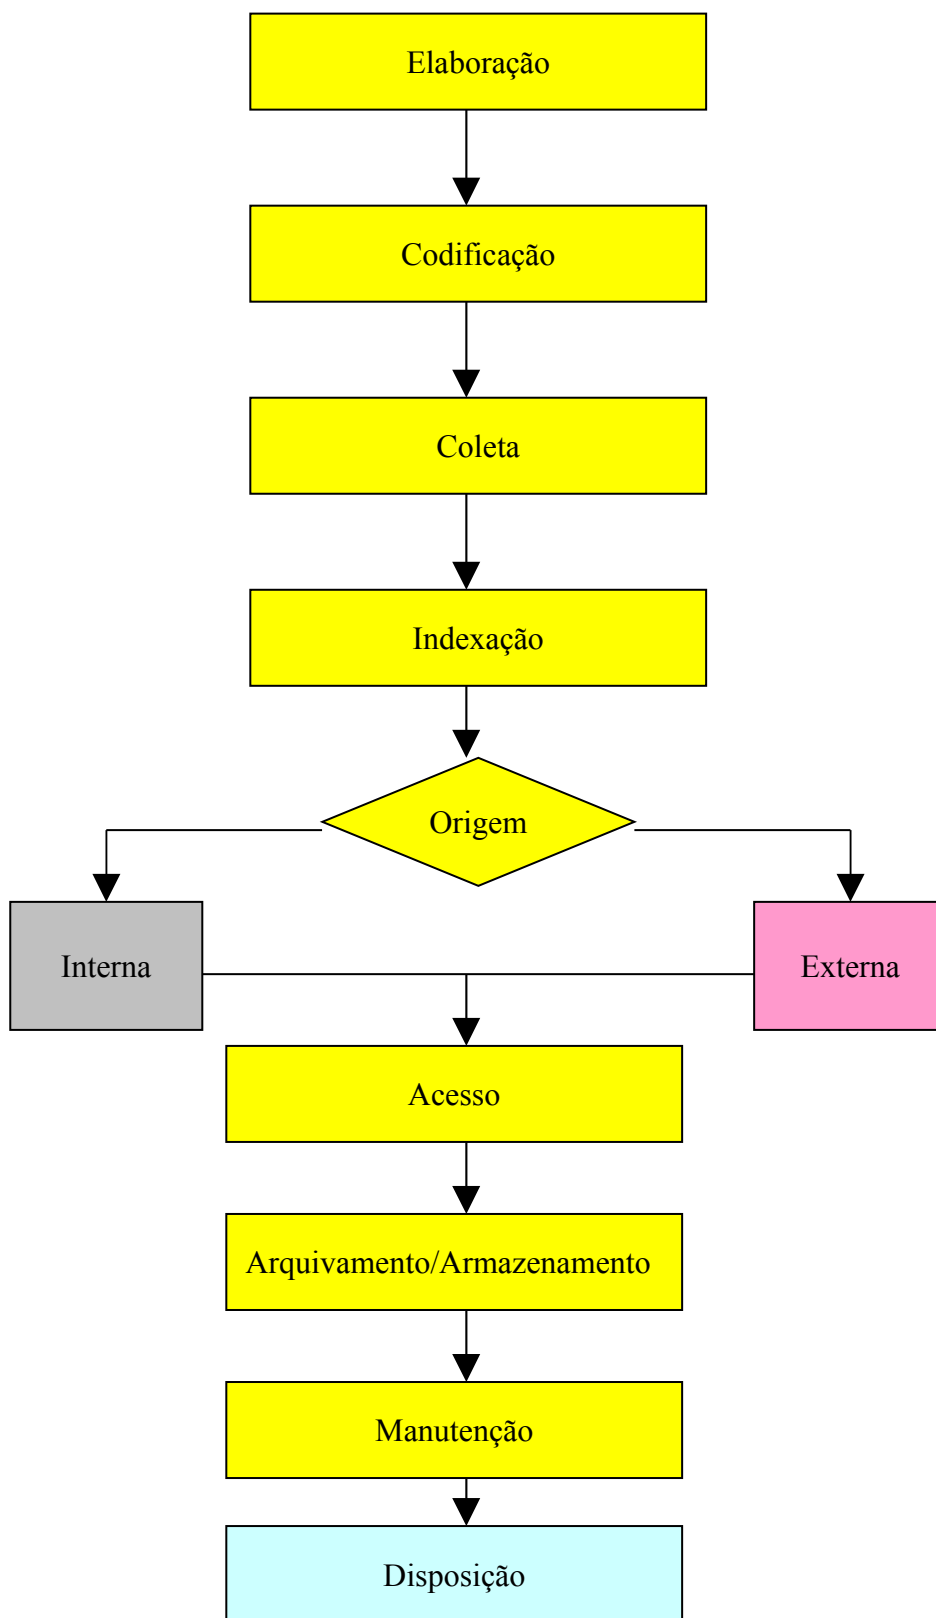 Elaboração
Codificação
Coleta
Indexação
Origem
Interna
Externa
Acesso
Arquivamento/Armazenamento
Manutenção
Disposição